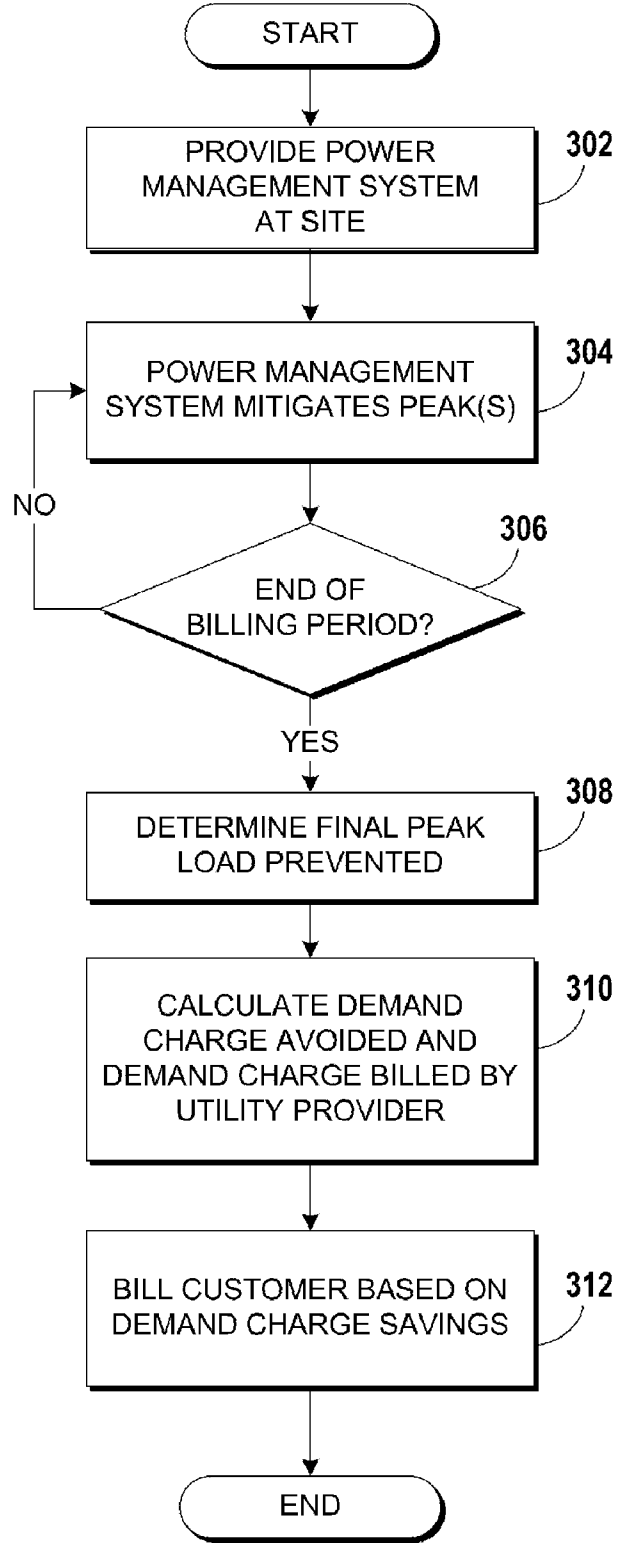 START
PROVIDE POWER
MANAGEMENT SYSTEM
AT SITE
302
POWER MANAGEMENT
SYSTEM MITIGATES PEAK(S)
304
NO
END OF
BILLING PERIOD?
306
YES
DETERMINE FINAL PEAK
LOAD PREVENTED
308
CALCULATE DEMAND
CHARGE AVOIDED AND
DEMAND CHARGE BILLED BY
UTILITY PROVIDER
310
BILL CUSTOMER BASED ON
DEMAND CHARGE SAVINGS
312
END